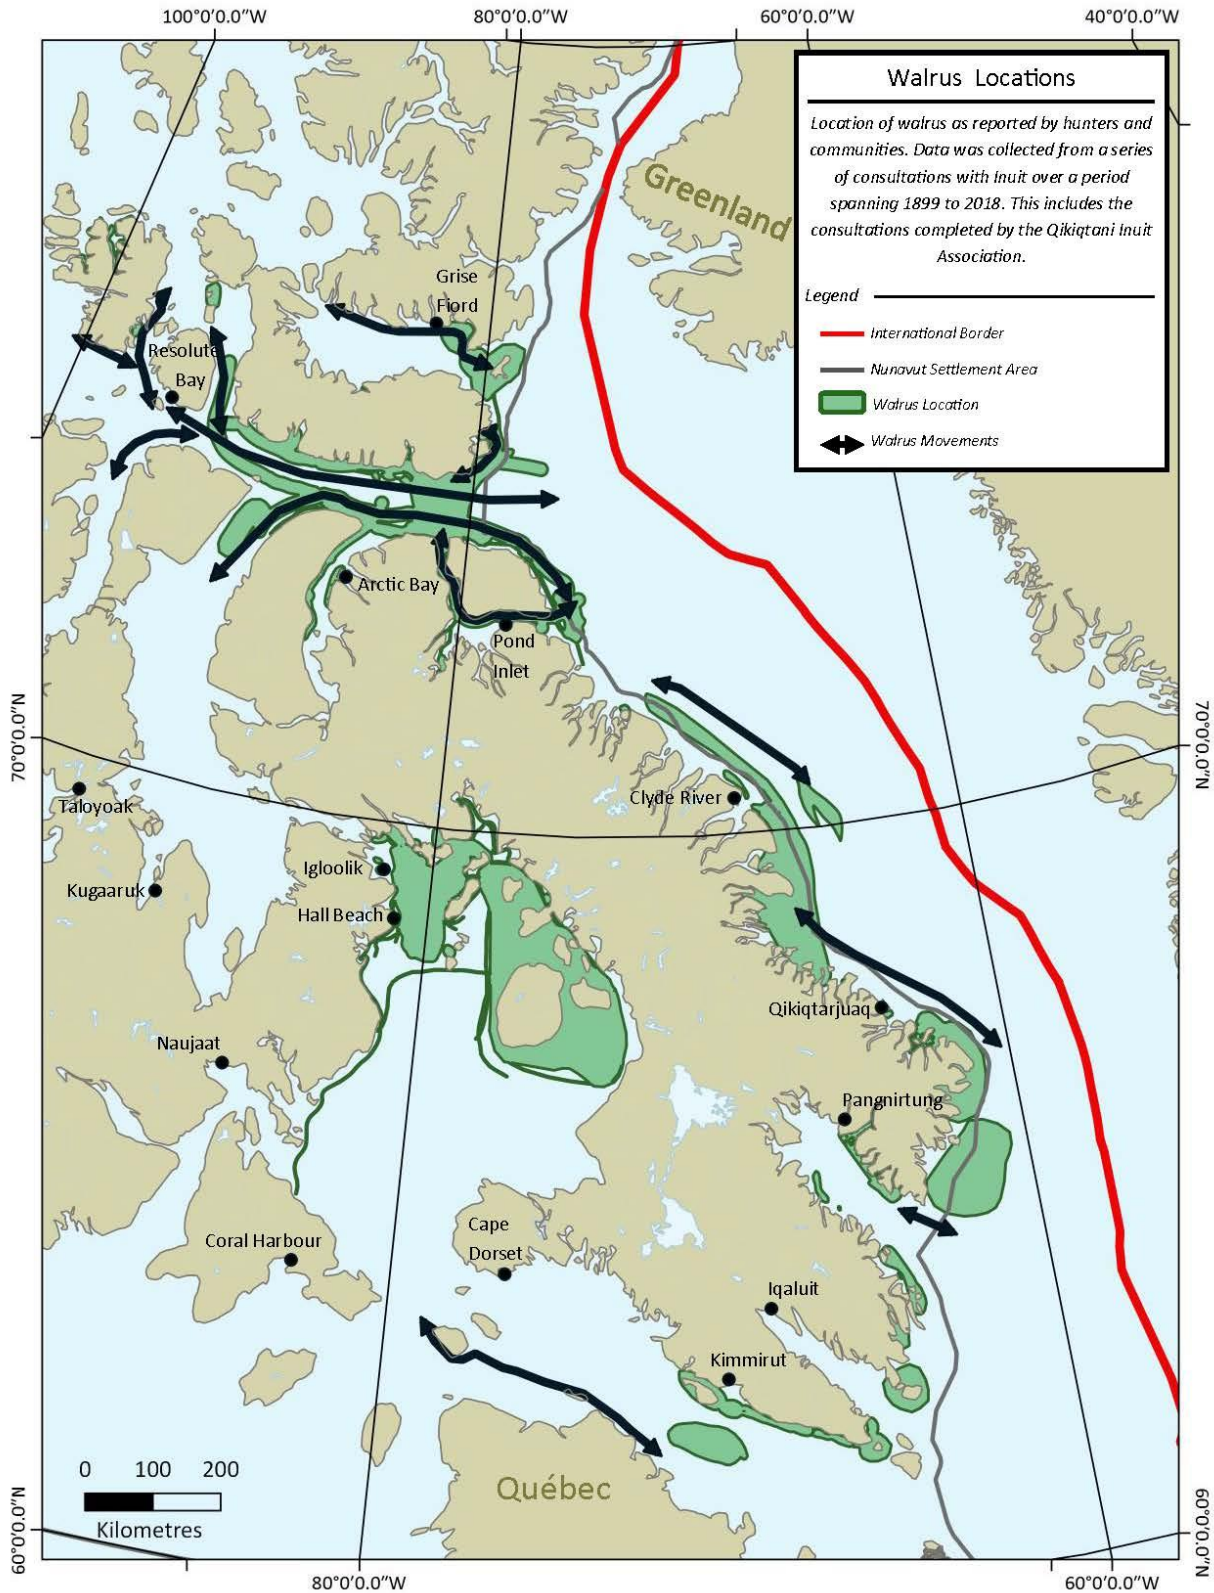 100°0'0.0"W
80°0'0.0"W
60°0'0.0"W
40°0'0.0"W
Walrus Locations
Location of walrus as reported by hunters and
communities. Data was collected from a series
of consultations with Inuit over a period
spanning 1899 to 2018. This includes the
consultations completed by the Qikiqtani Inuit
Association.
Legend
International Border
Nunavut Settlement Area
Walrus Location
Walrus Movements
Greenland
Grise
Fiord
Resolute
Bay
Arctic Bay
Pond
Inlet
70°0'0.0"N
70°0'0.0"N
Taloyoak
Clyde River
Igloolik
Kugaaruk
Hall Beach
Qikiqtarjuaq
Naujaat
Pangnirtung
Coral Harbour
Cape
Dorset
Iqaluit
Kimmirut
0 100 200
Kilometres
Québec
60°0'0.0"N
60°0'0.0"N
80°0'0.0"W
60°0'0.0"W